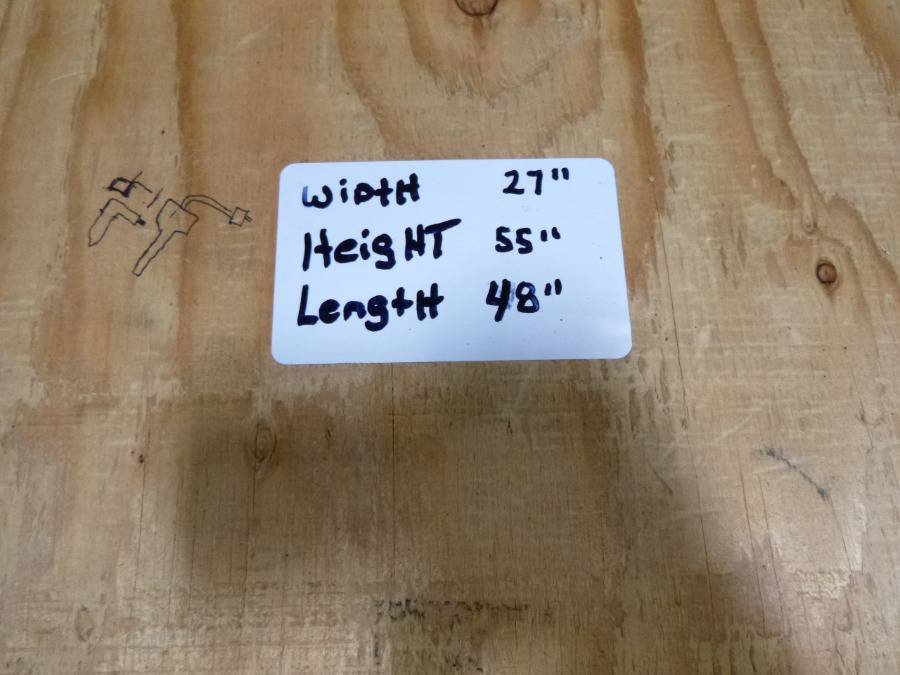 Width 27"
HeigHT 55"
LengtH 48"